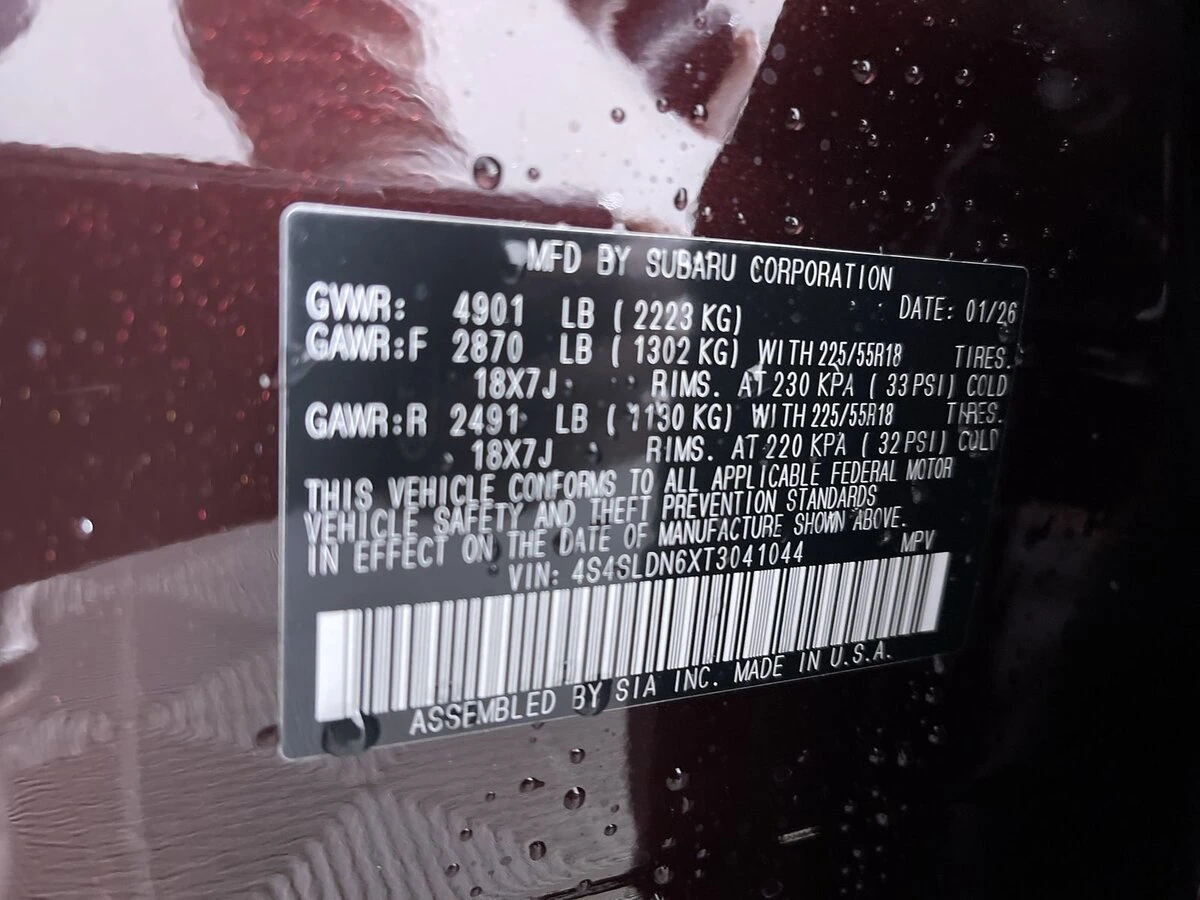 MFD BY SUBARU CORPORATION
GVWR: 4901 LB ( 2223 KG) DATE: 01/26
GAWR:F 2870 LB ( 1302 KG) WITH 225/55R18 TIRES.
18X7J RIMS. AT 230 KPA ( 33 PSI) COLD
GAWR:R 2491 LB ( 1130 KG) WITH 225/55R18 TIRES.
18X7J RIMS. AT 220 KPA ( 32 PSI) COLD
THIS VEHICLE CONFORMS TO ALL APPLICABLE FEDERAL MOTOR
VEHICLE SAFETY AND THEFT PREVENTION STANDARDS
IN EFFECT ON THE DATE OF MANUFACTURE SHOWN ABOVE.
VIN: 4S4SLDN6XT3041044 MPV
ASSEMBLED BY SIA INC. MADE IN U.S.A.